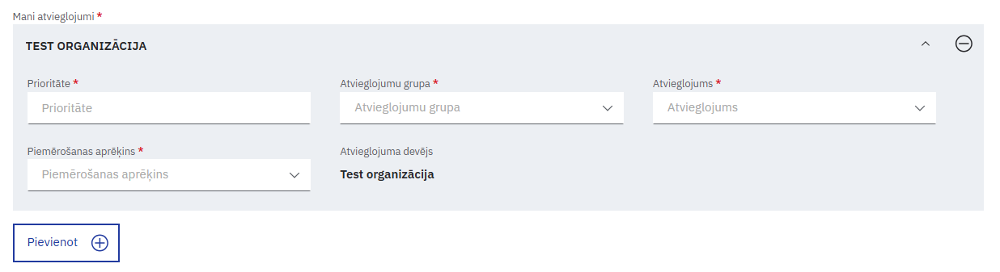 Mani atvieglojumi *
TEST ORGANIZĀCIJA
Prioritāte * Atvieglojumu grupa * Atvieglojums *
Prioritāte Atvieglojumu grupa Atvieglojums
Piemērošanas aprēķins * Atvieglojuma devējs
Piemērošanas aprēķins Test organizācija
Pievienot